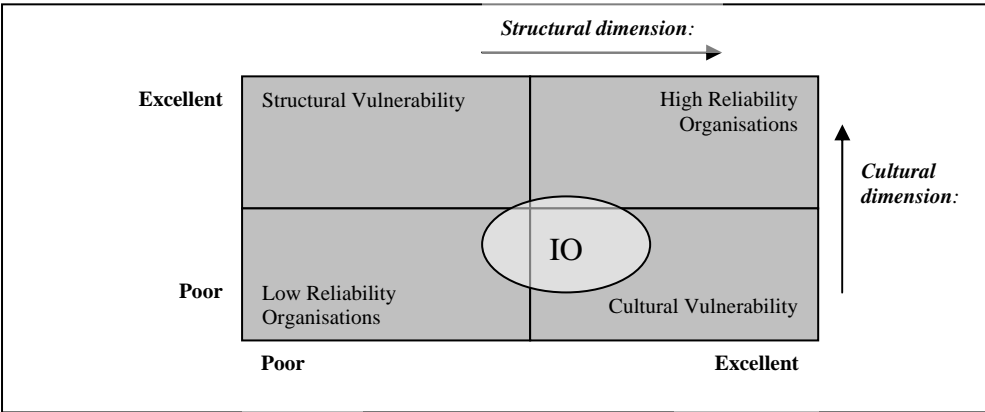 Structural dimension:
Excellent
Structural Vulnerability
High Reliability
Organisations
Cultural
dimension:
IO
Poor
Low Reliability
Organisations
Cultural Vulnerability
Poor
Excellent